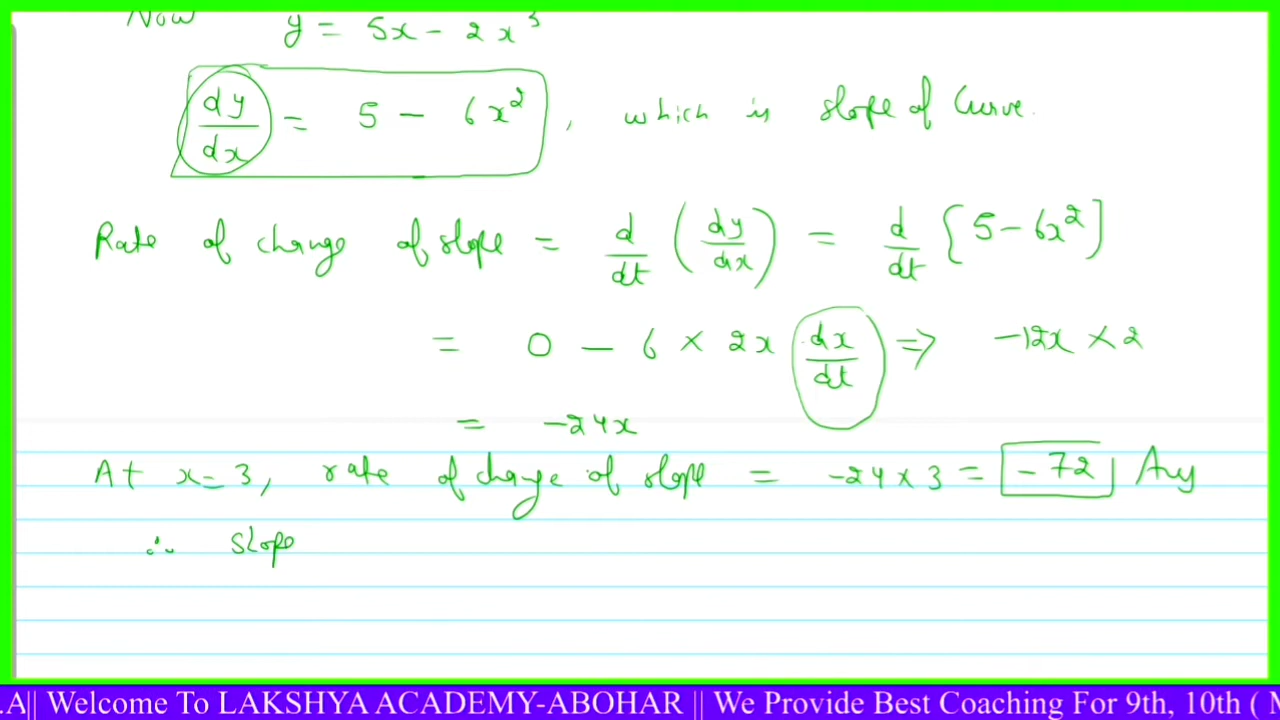 Now y = 5x - 2x³
dy/dx = 5 - 6x², which is slope of Curve.
Rate of change of slope = d/dt (dy/dx) = d/dt [5 - 6x²]
= 0 - 6 × 2x dx/dt ⇒ -12x × 2
= -24x
At x = 3, rate of change of slope = -24 × 3 = -72 Ans
∴ Slope
.A|| Welcome To LAKSHYA ACADEMY-ABOHAR || We Provide Best Coaching For 9th, 10th ( M